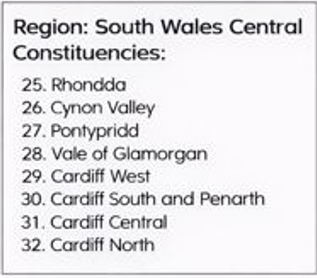 Region: South Wales Central
Constituencies:
25. Rhondda
26. Cynon Valley
27. Pontypridd
28. Vale of Glamorgan
29. Cardiff West
30. Cardiff South and Penarth
31. Cardiff Central
32. Cardiff North